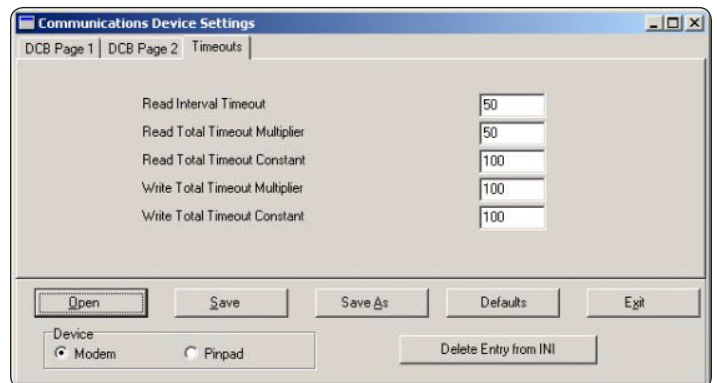 Communications Device Settings
DCB Page 1 DCB Page 2 Timeouts
Read Interval Timeout 50
Read Total Timeout Multiplier 50
Read Total Timeout Constant 100
Write Total Timeout Multiplier 100
Write Total Timeout Constant 100
Open Save Save As Defaults Exit
Device
Modem Pinpad Delete Entry from INI